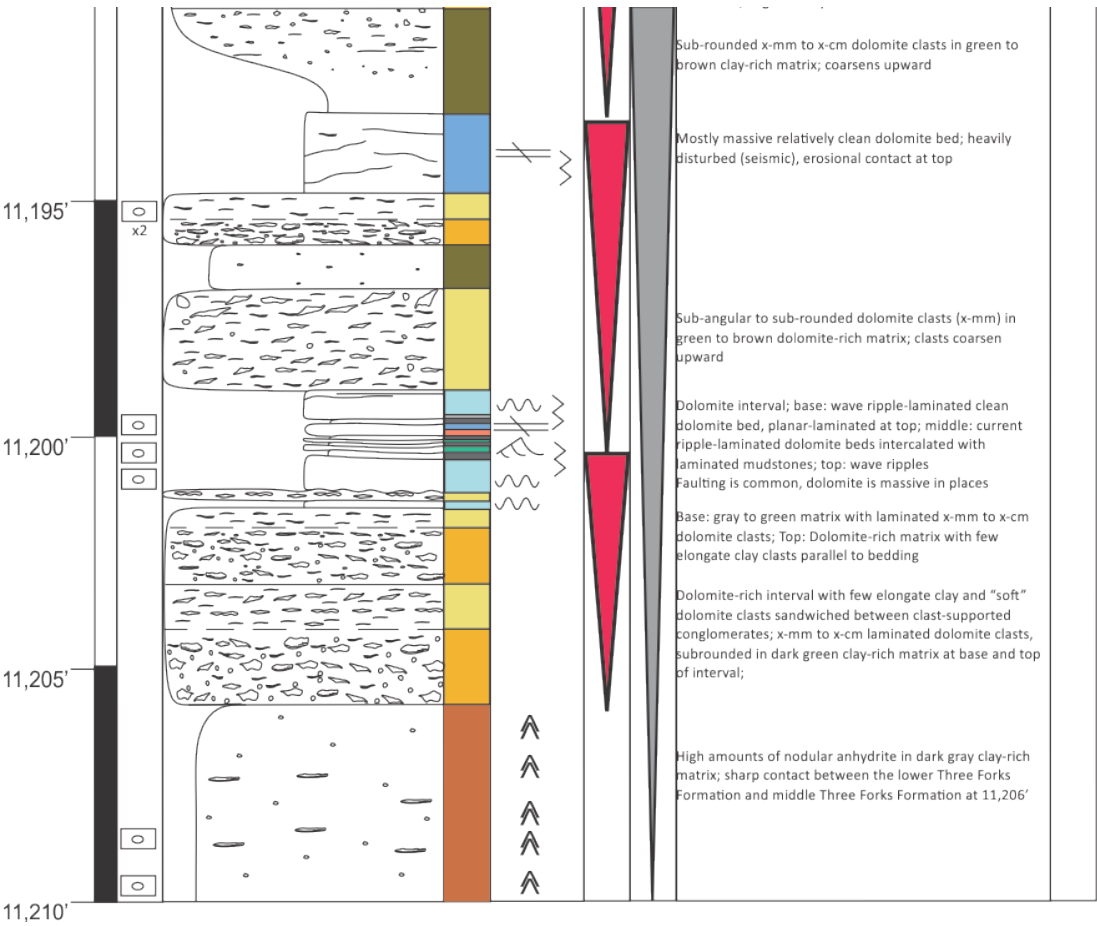 Sub-rounded x-mm to x-cm dolomite clasts in green to
brown clay-rich matrix; coarsens upward
Mostly massive relatively clean dolomite bed; heavily
disturbed (seismic), erosional contact at top
11,195’
x2
Sub-angular to sub-rounded dolomite clasts (x-mm) in
green to brown dolomite-rich matrix; clasts coarsen
upward
Dolomite interval; base: wave ripple-laminated clean
dolomite bed, planar-laminated at top; middle: current
ripple-laminated dolomite beds intercalated with
laminated mudstones; top: wave ripples
Faulting is common, dolomite is massive in places
11,200’
Base: gray to green matrix with laminated x-mm to x-cm
dolomite clasts; Top: Dolomite-rich matrix with few
elongate clay clasts parallel to bedding
Dolomite-rich interval with few elongate clay and “soft”
dolomite clasts sandwiched between clast-supported
conglomerates; x-mm to x-cm laminated dolomite clasts,
subrounded in dark green clay-rich matrix at base and top
of interval;
11,205’
High amounts of nodular anhydrite in dark gray clay-rich
matrix; sharp contact between the lower Three Forks
Formation and middle Three Forks Formation at 11,206’
11,210’